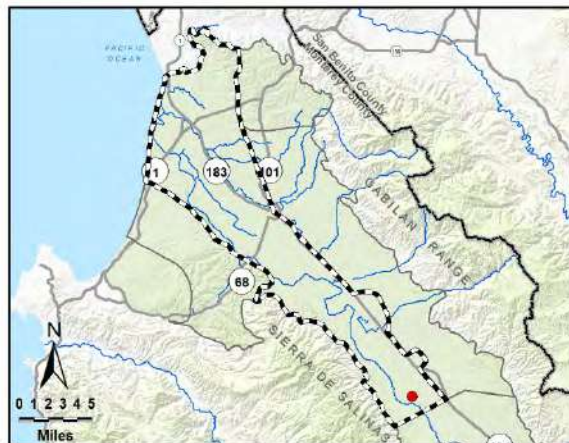 1
PACIFIC
OCEAN
San Benito County
Monterey County
1
183
101
GABILAN RANGE
68
SIERRA DE SALINAS
N
0 1 2 3 4 5
Miles